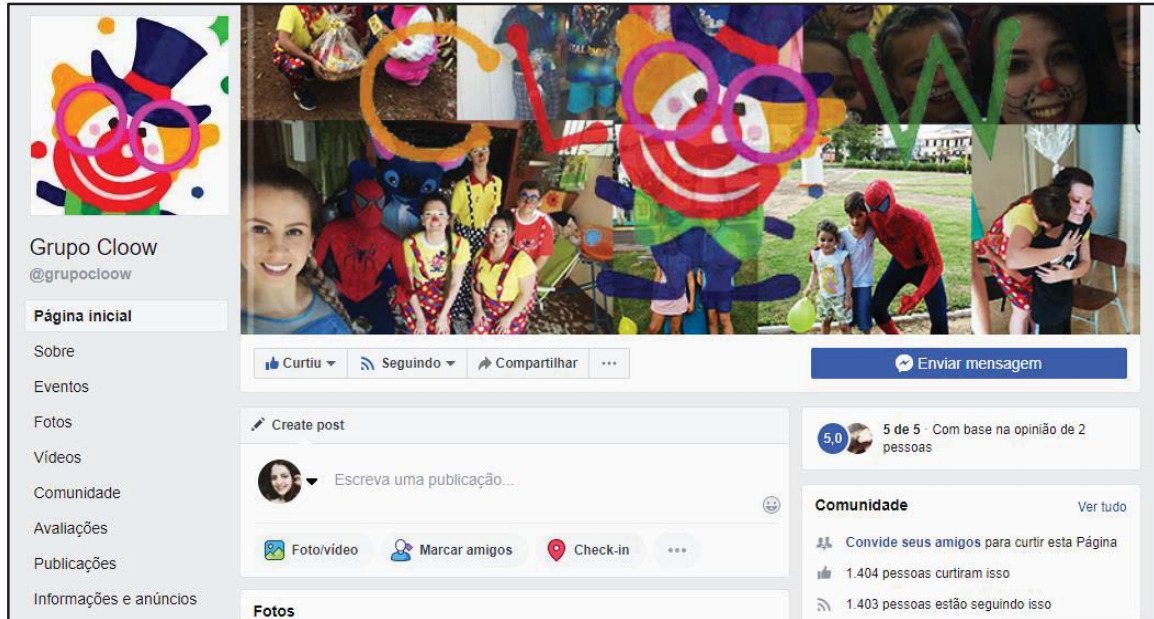 CLOW
Grupo Cloow
@grupocloow
Página inicial
Sobre
Eventos
Fotos
Vídeos
Comunidade
Avaliações
Publicações
Informações e anúncios
Curtiu
Seguindo
Compartilhar
...
Enviar mensagem
Create post
Escreva uma publicação...
Foto/vídeo
Marcar amigos
Check-in
...
Fotos
5,0
5 de 5 · Com base na opinião de 2
pessoas
Comunidade
Ver tudo
Convide seus amigos para curtir esta Página
1.404 pessoas curtiram isso
1.403 pessoas estão seguindo isso